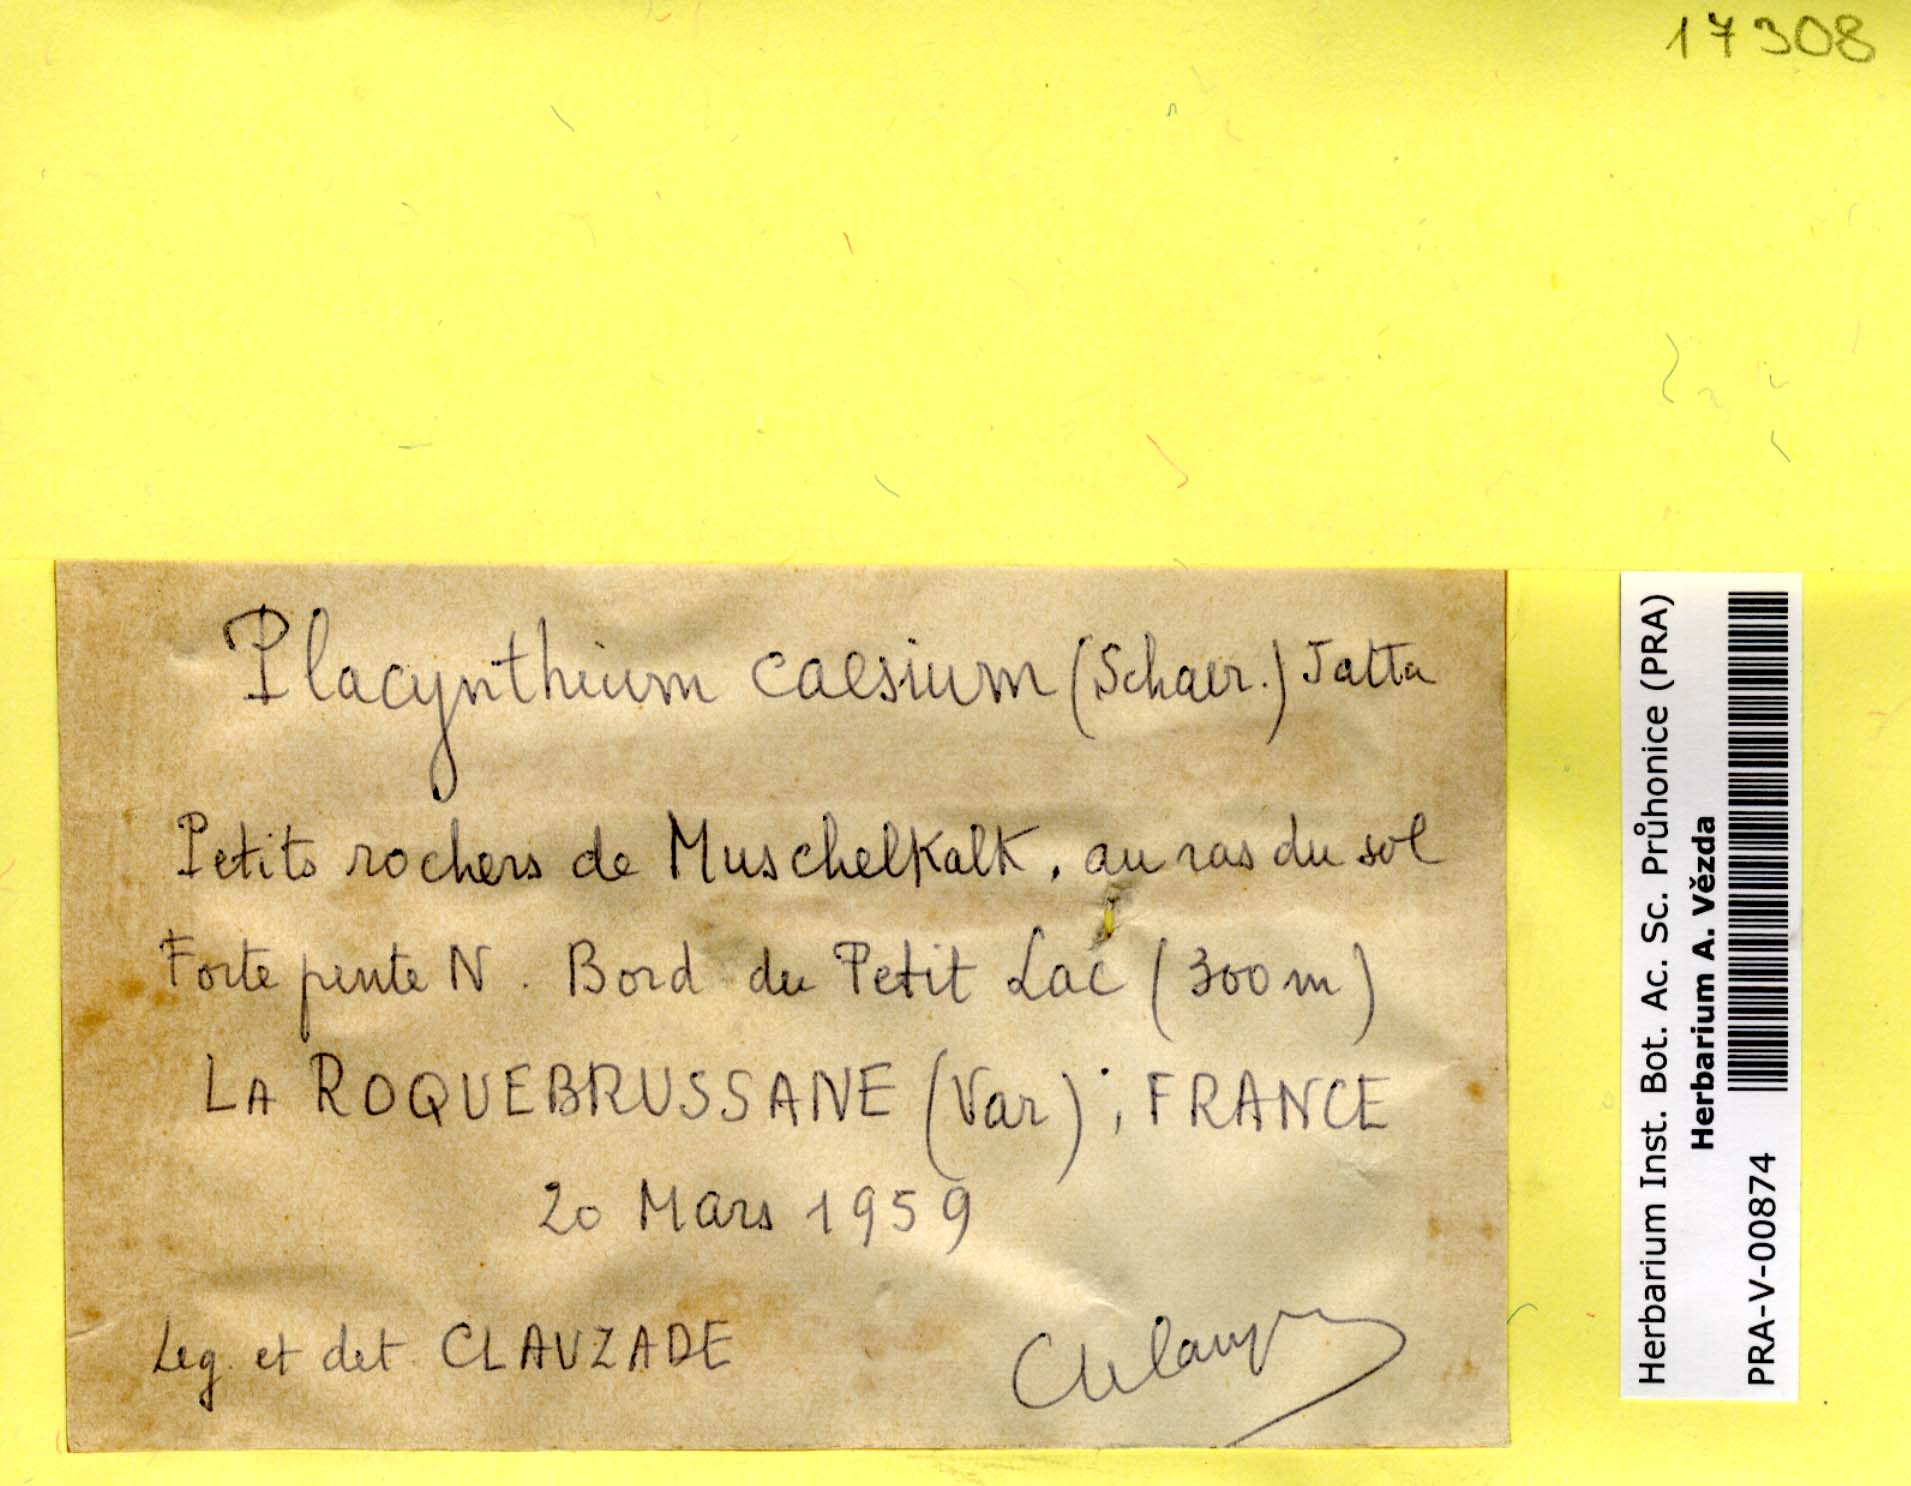 17308
Placynthium caesium (Schaer.) Jatta
Petits rochers de Muschelkalk. au ras du sol
Forte pente N. Bord du Petit Lac (300 m)
LA ROQUEBRUSSANE (Var) ; FRANCE
20 Mars 1959
Leg. et det. CLAUZADE
Herbarium Inst. Bot. Ac. Sc. Průhonice (PRA)
Herbarium A. Vězda
PRA-V-00874